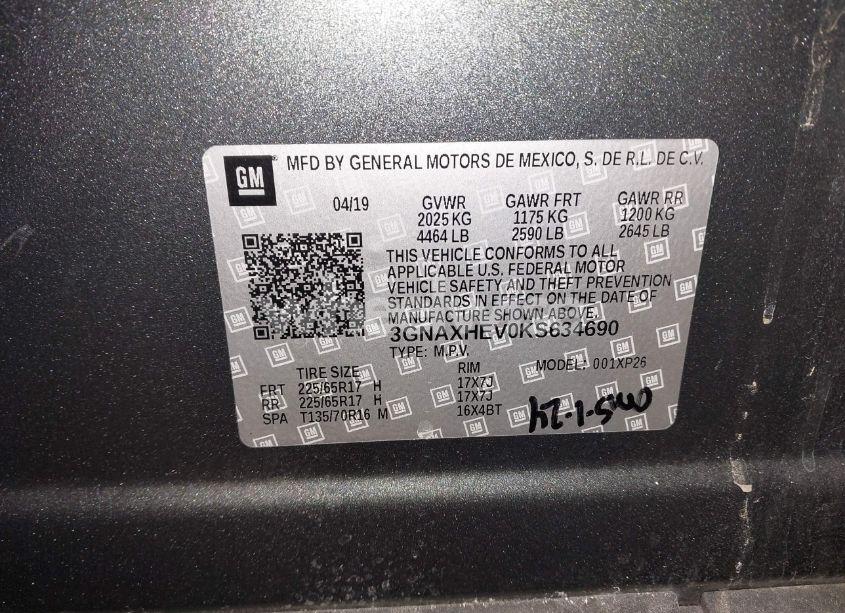 GM MFD BY GENERAL MOTORS DE MEXICO, S. DE R.L. DE C.V.
04/19 GVWR GAWR FRT GAWR RR
2025 KG 1175 KG 1200 KG
4464 LB 2590 LB 2645 LB
THIS VEHICLE CONFORMS TO ALL
APPLICABLE U.S. FEDERAL MOTOR
VEHICLE SAFETY AND THEFT PREVENTION
STANDARDS IN EFFECT ON THE DATE OF
MANUFACTURE SHOWN ABOVE.
3GNAXHEV0KS634690
TYPE: M.P.V. MODEL: 001XP26
TIRE SIZE RIM
FRT 225/65R17 H 17X7J
RR 225/65R17 H 17X7J
SPA T135/70R16 M 16X4BT